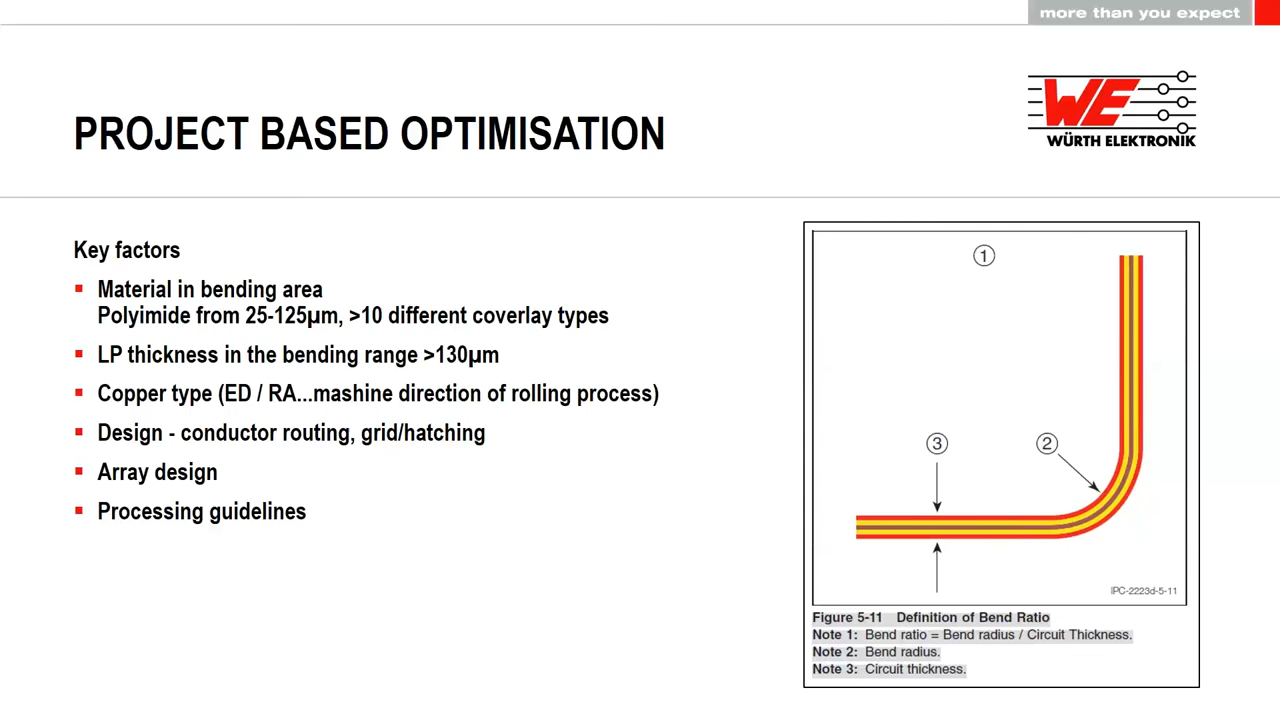 more than you expect
WE
WÜRTH ELEKTRONIK
PROJECT BASED OPTIMISATION
Key factors
Material in bending area
Polyimide from 25-125µm, >10 different coverlay types
LP thickness in the bending range >130µm
Copper type (ED / RA...mashine direction of rolling process)
Design - conductor routing, grid/hatching
Array design
Processing guidelines
1
3
2
IPC-2223d-5-11
Figure 5-11 Definition of Bend Ratio
Note 1: Bend ratio = Bend radius / Circuit Thickness.
Note 2: Bend radius.
Note 3: Circuit thickness.